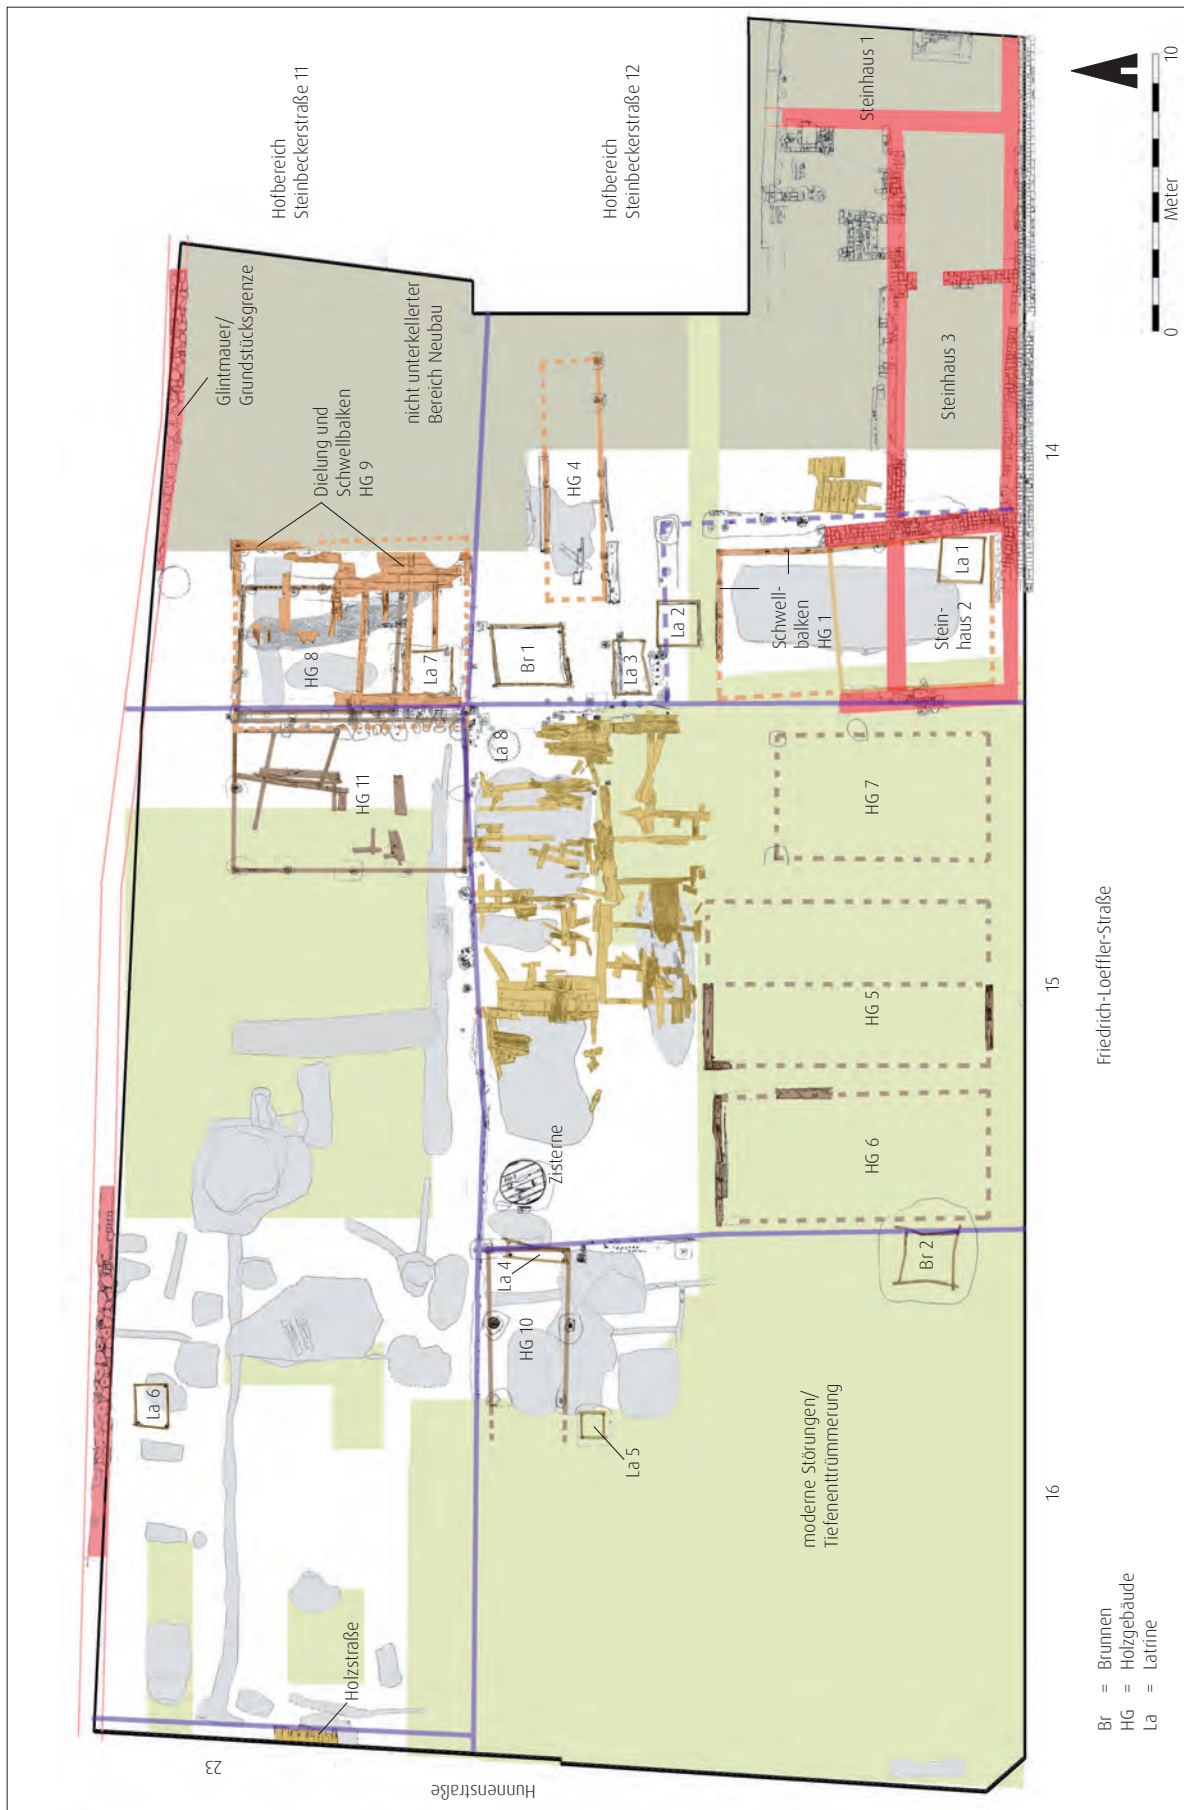 Hofbereich
Steinbeckerstraße 11
Hofbereich
Steinbeckerstraße 12
Glintmauer/
Grundstücksgrenze
Dielung und
Schwellbalken
HG 9
nicht unterkellerter
Bereich Neubau
Steinhaus 1
Steinhaus 3
14
HG 4
HG 8
La 7
Br 1
La 3
La 2
Schwell-
balken
HG 1
La 1
Stein-
haus 2
HG 11
La 8
HG 7
HG 5
HG 6
15
Friedrich-Loeffler-Straße
Zisterne
La 4
HG 10
La 5
La 6
Br 2
moderne Störungen/
Tiefenenttrümmerung
16
Holzstraße
23
Hunnenstraße
0
10
Meter
Br = Brunnen
HG = Holzgebäude
La = Latrine